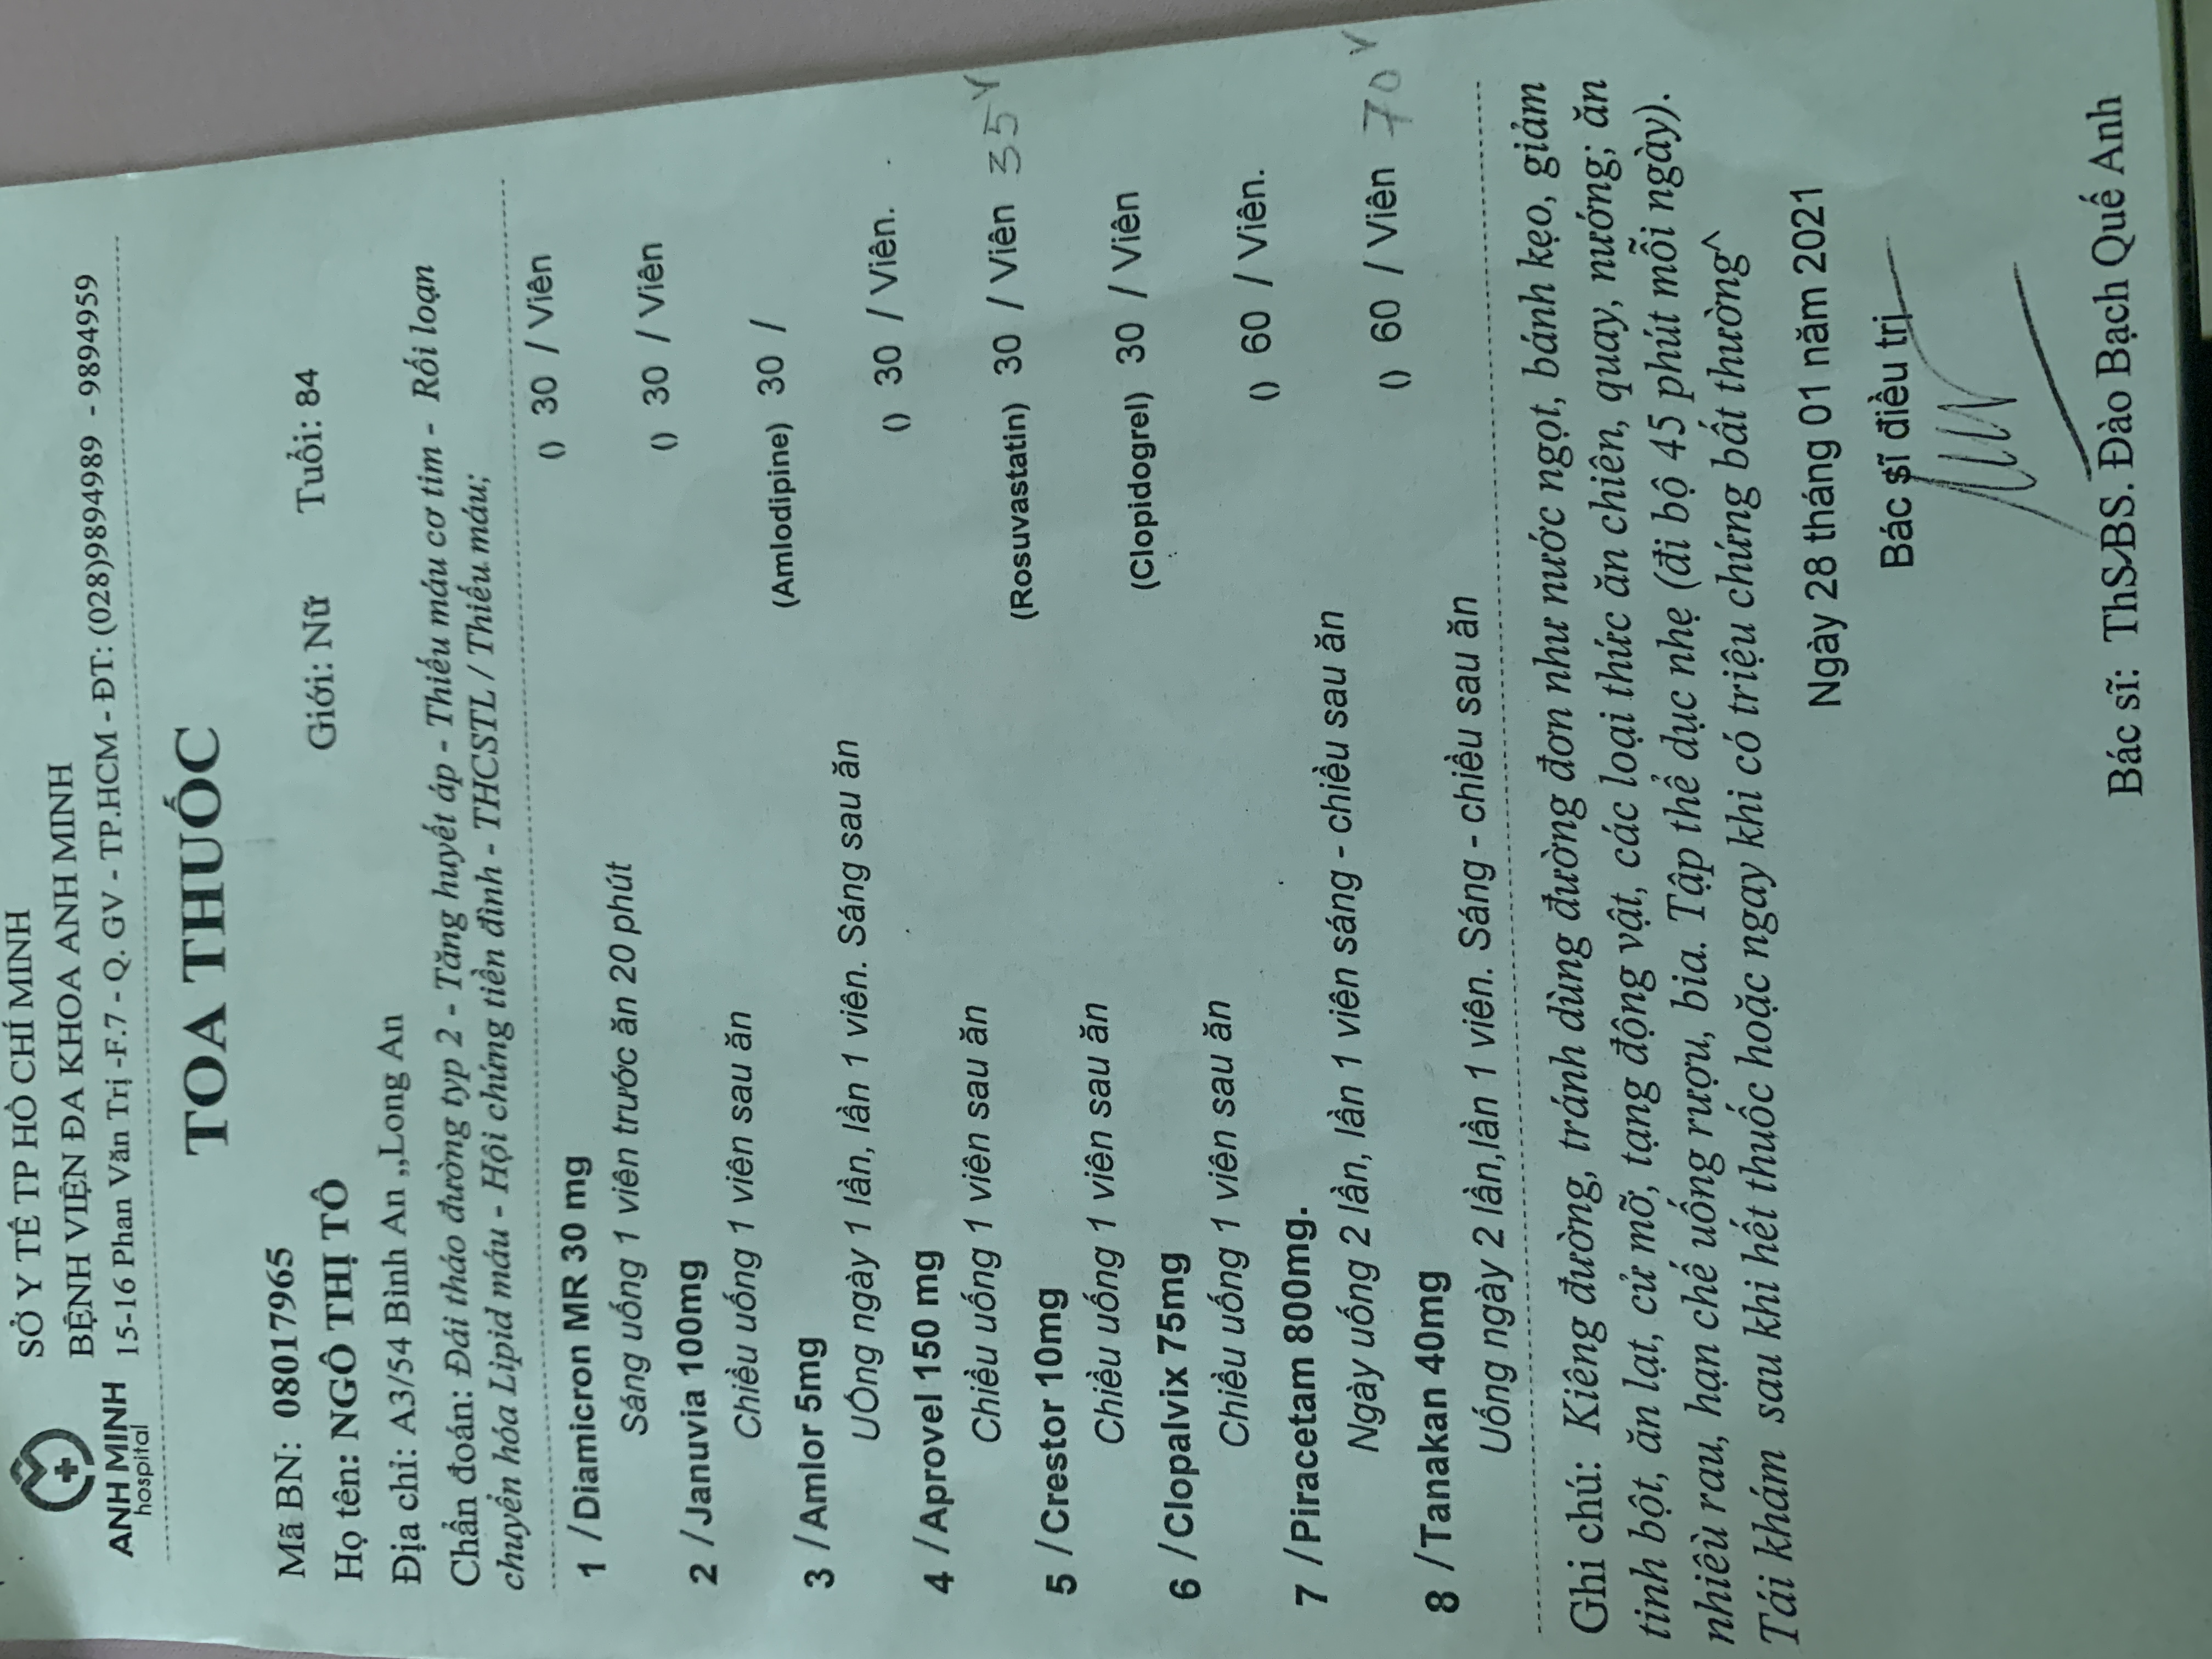 ANH MINH
hospital
SỞ Y TẾ TP HỒ CHÍ MINH
BỆNH VIỆN ĐA KHOA ANH MINH
15-16 Phan Văn Trị -F.7 - Q. GV - TP.HCM - ĐT: (028)9894989 - 9894959
TOA THUỐC
Mã BN: 08017965
Họ tên: NGÔ THỊ TÔ Giới: Nữ Tuổi: 84
Địa chỉ: A3/54 Bình An ,,Long An
Chẩn đoán: Đái tháo đường typ 2 - Tăng huyết áp - Thiếu máu cơ tim - Rối loạn
chuyển hóa Lipid máu - Hội chứng tiền đình - THCSTL / Thiếu máu;
1 /Diamicron MR 30 mg () 30 / Viên
Sáng uống 1 viên trước ăn 20 phút
2 /Januvia 100mg () 30 / Viên
Chiều uống 1 viên sau ăn
3 /Amlor 5mg (Amlodipine) 30 /
UÔng ngày 1 lần, lần 1 viên. Sáng sau ăn
4 /Aprovel 150 mg () 30 / Viên.
Chiều uống 1 viên sau ăn
5 /Crestor 10mg (Rosuvastatin) 30 / Viên 35v
Chiều uống 1 viên sau ăn
6 /Clopalvix 75mg (Clopidogrel) 30 / Viên
Chiều uống 1 viên sau ăn
7 /Piracetam 800mg. () 60 / Viên.
Ngày uống 2 lần, lần 1 viên sáng - chiều sau ăn
8 /Tanakan 40mg () 60 / Viên 70v
Uống ngày 2 lần,lần 1 viên. Sáng - chiều sau ăn
Ghi chú: Kiêng đường, tránh dùng đường đơn như nước ngọt, bánh kẹo, giảm
tinh bột, ăn lạt, cử mỡ, tạng động vật, các loại thức ăn chiên, quay, nướng; ăn
nhiều rau, hạn chế uống rượu, bia. Tập thể dục nhẹ (đi bộ 45 phút mỗi ngày).
Tái khám sau khi hết thuốc hoặc ngay khi có triệu chứng bất thường^
Ngày 28 tháng 01 năm 2021
Bác sĩ điều trị
Bác sĩ: ThS.BS. Đào Bạch Quế Anh